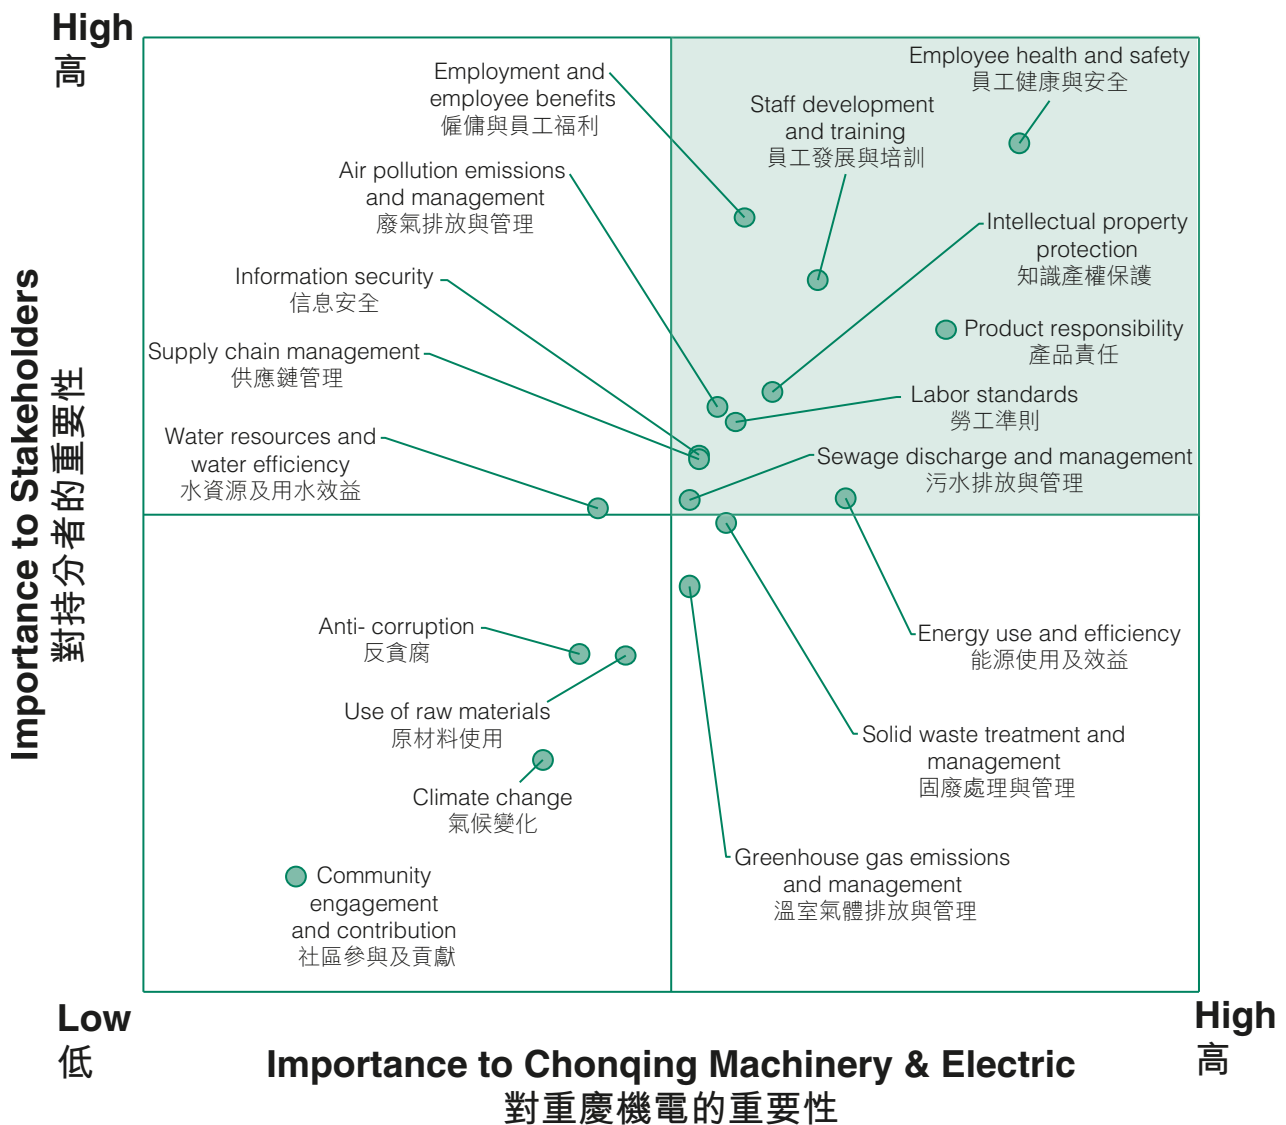 High
高
Employee health and safety
員工健康與安全
Employment and
employee benefits
僱傭與員工福利
Staff development
and training
員工發展與培訓
Air pollution emissions
and management
廢氣排放與管理
Intellectual property
protection
知識產權保護
Information security
信息安全
Product responsibility
產品責任
Supply chain management
供應鏈管理
Labor standards
勞工準則
Water resources and
water efficiency
水資源及用水效益
Sewage discharge and management
污水排放與管理
Importance to Stakeholders
對持分者的重要性
Anti- corruption
反貪腐
Energy use and efficiency
能源使用及效益
Use of raw materials
原材料使用
Solid waste treatment and
management
固廢處理與管理
Climate change
氣候變化
Greenhouse gas emissions
and management
溫室氣體排放與管理
Community
engagement
and contribution
社區參與及貢獻
Low
低
High
高
Importance to Chonqing Machinery & Electric
對重慶機電的重要性